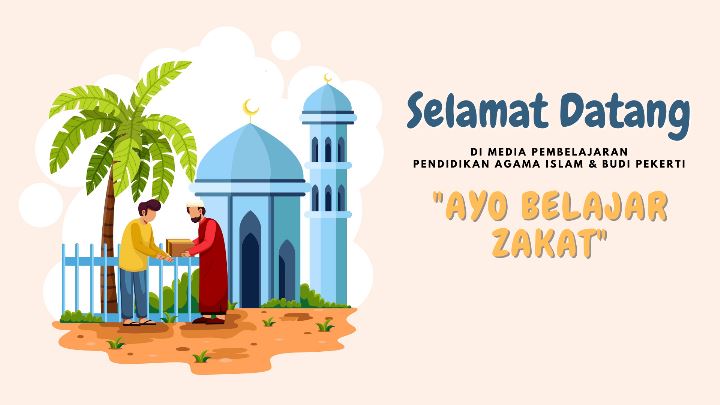 Selamat Datang
DI MEDIA PEMBELAJARAN
PENDIDIKAN AGAMA ISLAM & BUDI PEKERTI
"AYO BELAJAR
ZAKAT"